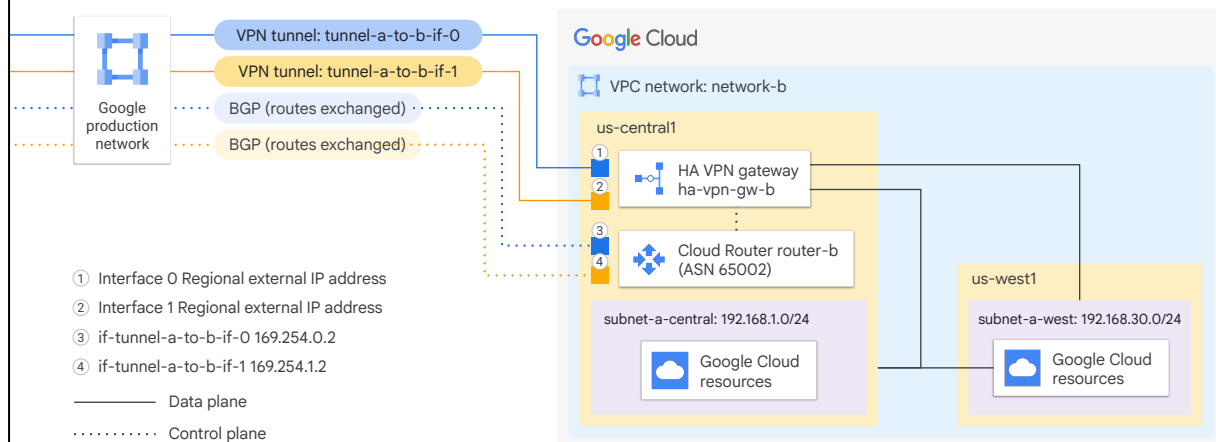 VPN tunnel: tunnel-a-to-b-if-0
VPN tunnel: tunnel-a-to-b-if-1
Google
production
network
BGP (routes exchanged)
BGP (routes exchanged)
Google Cloud
VPC network: network-b
us-central1
1
2
HA VPN gateway
ha-vpn-gw-b
3
4
Cloud Router router-b
(ASN 65002)
subnet-a-central: 192.168.1.0/24
Google Cloud
resources
us-west1
subnet-a-west: 192.168.30.0/24
Google Cloud
resources
1 Interface 0 Regional external IP address
2 Interface 1 Regional external IP address
3 if-tunnel-a-to-b-if-0 169.254.0.2
4 if-tunnel-a-to-b-if-1 169.254.1.2
Data plane
Control plane